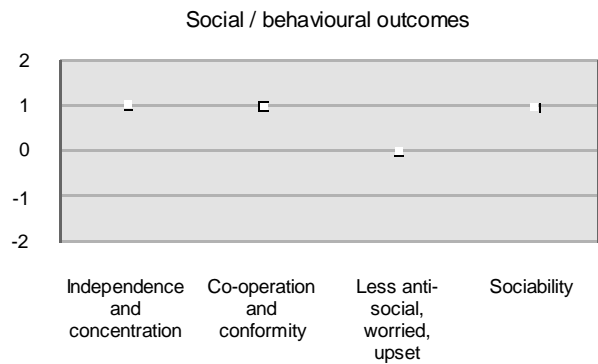 Social / behavioural outcomes
2
1
0
-1
-2
Independence
and
concentration
Co-operation
and
conformity
Less anti-
social,
worried,
upset
Sociability